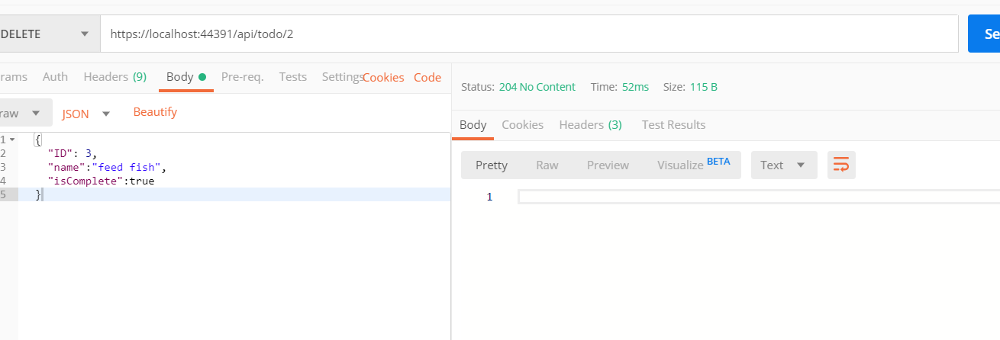 DELETE https://localhost:44391/api/todo/2 Se
rams Auth Headers (9) Body Pre-req. Tests Settings Cookies Code
raw JSON Beautify
1 {
2 "ID": 3,
3 "name":"feed fish",
4 "isComplete":true
5 }
Status: 204 No Content Time: 52ms Size: 115 B
Body Cookies Headers (3) Test Results
Pretty Raw Preview Visualize BETA Text
1